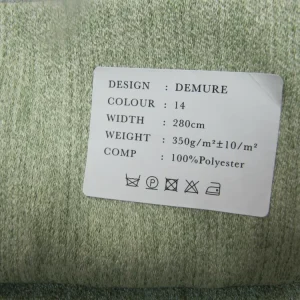 DESIGN : DEMURE
COLOUR : 14
WIDTH : 280cm
WEIGHT : 350g/m²±10/m²
COMP : 100%Polyester